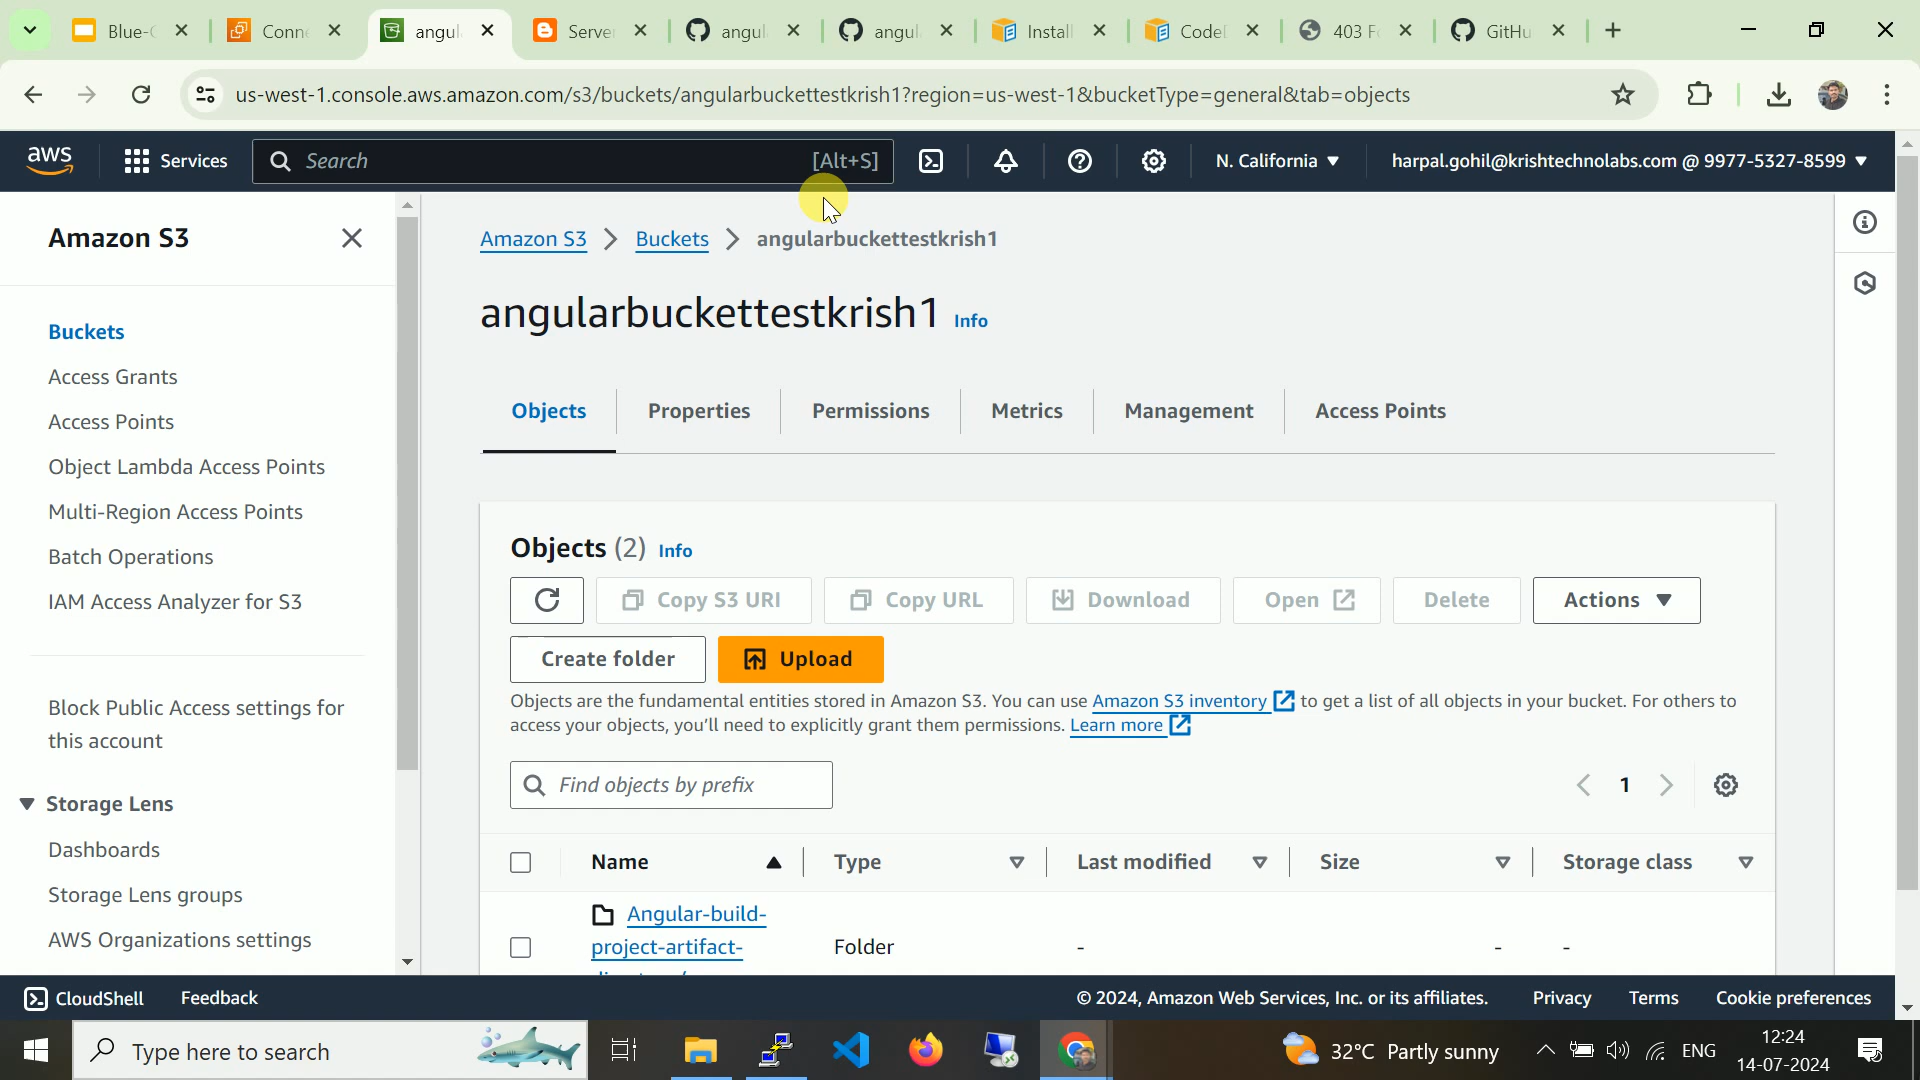 Blue-G
Conne
angul
Server
angul
angul
Install
CodeD
403 Fo
GitHu
us-west-1.console.aws.amazon.com/s3/buckets/angularbuckettestkrish1?region=us-west-1&bucketType=general&tab=objects
aws
Services
Search
[Alt+S]
N. California
harpal.gohil@krishtechnolabs.com @ 9977-5327-8599
Amazon S3
Buckets
Access Grants
Access Points
Object Lambda Access Points
Multi-Region Access Points
Batch Operations
IAM Access Analyzer for S3
Block Public Access settings for
this account
Storage Lens
Dashboards
Storage Lens groups
AWS Organizations settings
Amazon S3 > Buckets > angularbuckettestkrish1
angularbuckettestkrish1 Info
Objects
Properties
Permissions
Metrics
Management
Access Points
Objects (2) Info
Copy S3 URI
Copy URL
Download
Open
Delete
Actions
Create folder
Upload
Objects are the fundamental entities stored in Amazon S3. You can use Amazon S3 inventory to get a list of all objects in your bucket. For others to
access your objects, you'll need to explicitly grant them permissions. Learn more
Find objects by prefix
1
Name
Type
Last modified
Size
Storage class
Angular-build-
project-artifact-
Folder
-
-
-
CloudShell
Feedback
© 2024, Amazon Web Services, Inc. or its affiliates.
Privacy
Terms
Cookie preferences
Type here to search
32°C Partly sunny
ENG
12:24
14-07-2024